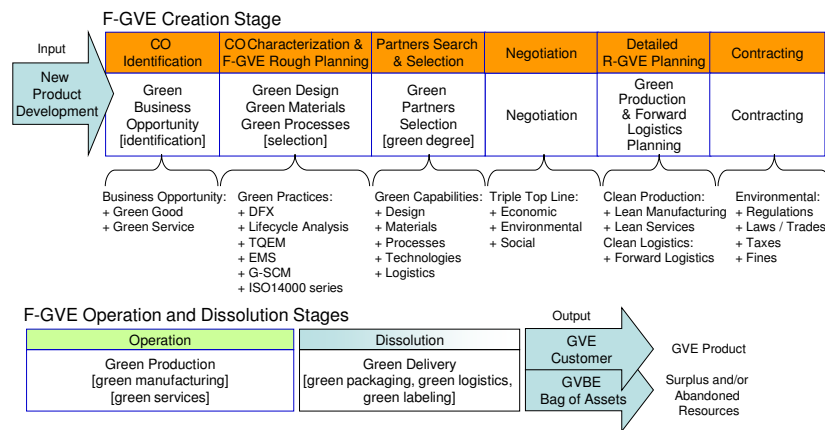 F-GVE Creation Stage
Input
New
Product
Development
CO
Identification
CO Characterization &
F-GVE Rough Planning
Partners Search
& Selection
Negotiation
Detailed
R-GVE Planning
Contracting
Green
Business
Opportunity
[identification]
Green Design
Green Materials
Green Processes
[selection]
Green
Partners
Selection
[green degree]
Negotiation
Green
Production
& Forward
Logistics
Planning
Contracting
Business Opportunity:
+ Green Good
+ Green Service
Green Practices:
+ DFX
+ Lifecycle Analysis
+ TQEM
+ EMS
+ G-SCM
+ ISO14000 series
Green Capabilities:
+ Design
+ Materials
+ Processes
+ Technologies
+ Logistics
Triple Top Line:
+ Economic
+ Environmental
+ Social
Clean Production:
+ Lean Manufacturing
+ Lean Services
Clean Logistics:
+ Forward Logistics
Environmental:
+ Regulations
+ Laws / Trades
+ Taxes
+ Fines
F-GVE Operation and Dissolution Stages
Operation
Green Production
[green manufacturing]
[green services]
Dissolution
Green Delivery
[green packaging, green logistics,
green labeling]
Output
GVE
Customer
GVBE
Bag of Assets
GVE Product
Surplus and/or
Abandoned
Resources